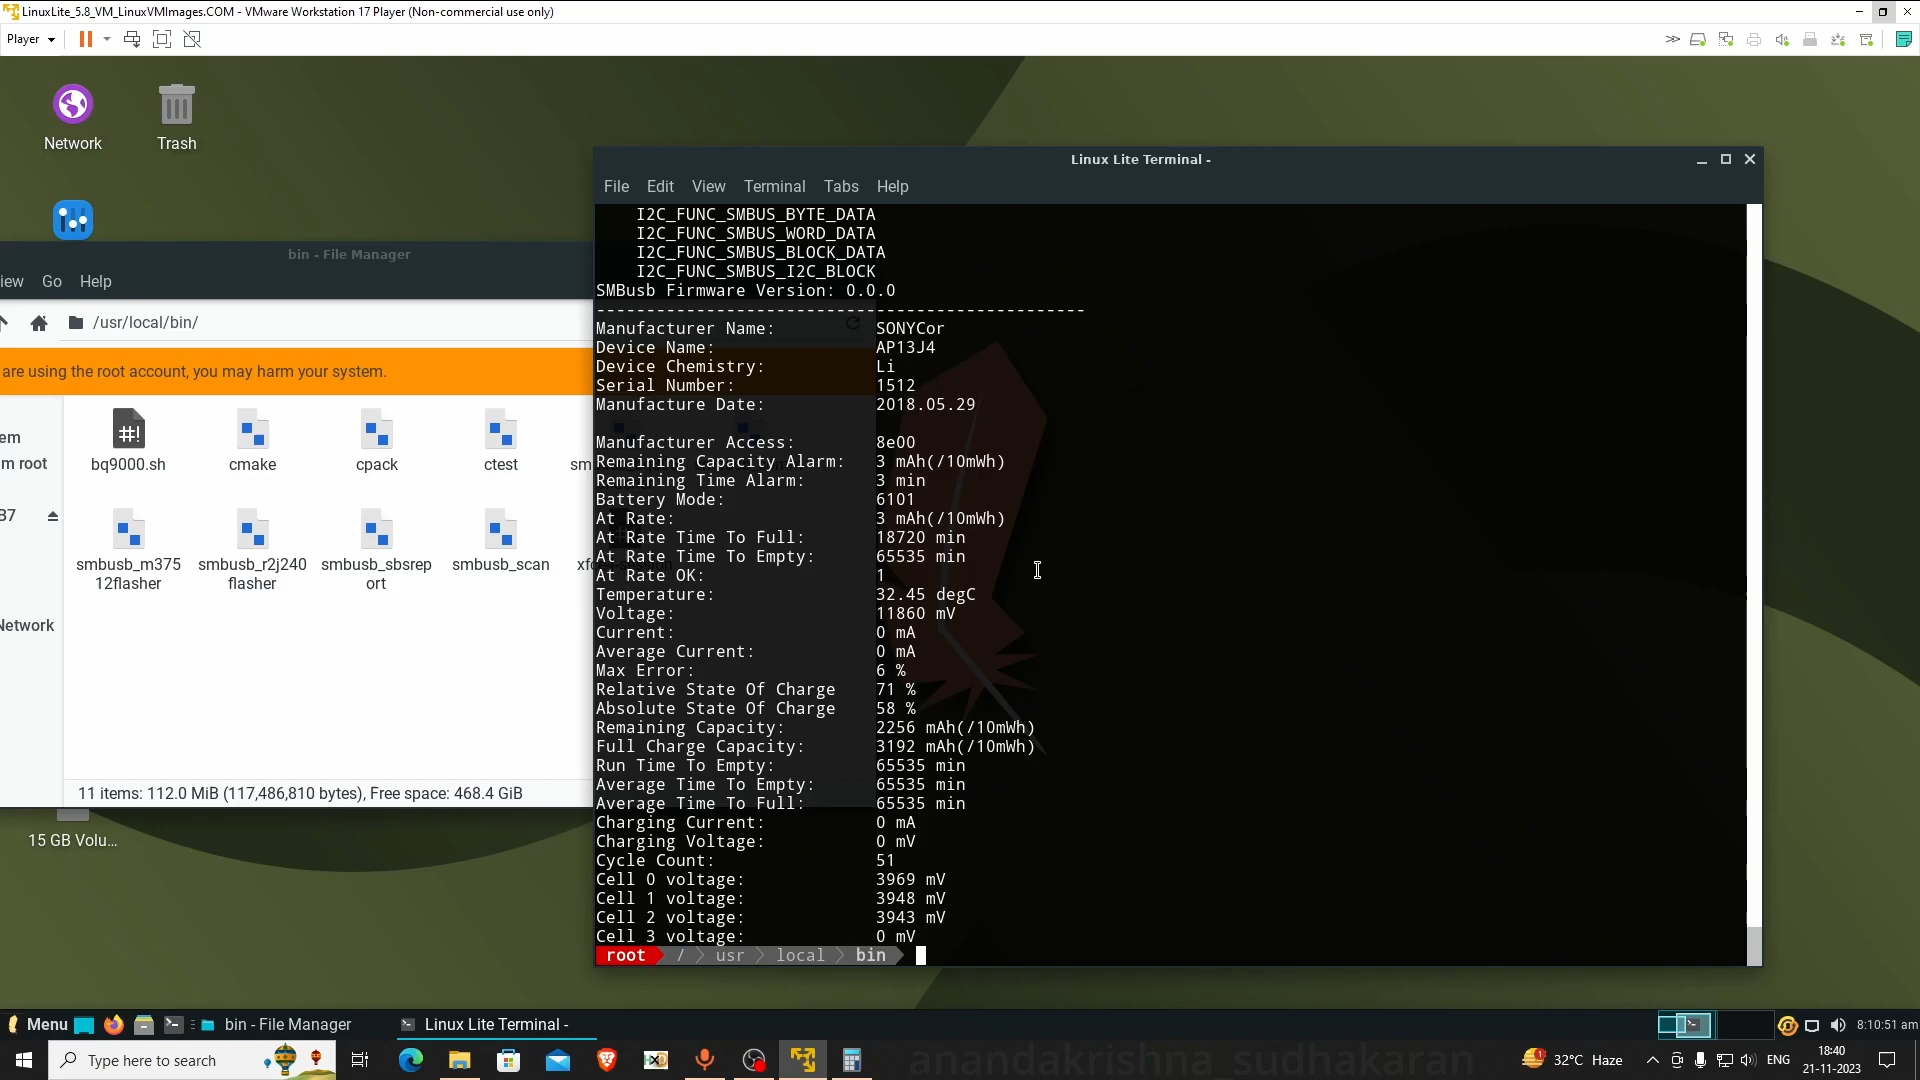 LinuxLite_5.8_VM_LinuxVMImages.COM - VMware Workstation 17 Player (Non-commercial use only)
Player
Network
Trash
bin - File Manager
iew Go Help
/usr/local/bin/
are using the root account, you may harm your system.
em
m root
B7
Network
bq9000.sh
cmake
cpack
ctest
sm
smbusb_m37512flasher
smbusb_r2j240flasher
smbusb_sbsreport
smbusb_scan
11 items: 112.0 MiB (117,486,810 bytes), Free space: 468.4 GiB
15 GB Volu...
Linux Lite Terminal -
File Edit View Terminal Tabs Help
I2C_FUNC_SMBUS_BYTE_DATA
I2C_FUNC_SMBUS_WORD_DATA
I2C_FUNC_SMBUS_BLOCK_DATA
I2C_FUNC_SMBUS_I2C_BLOCK
SMBusb Firmware Version: 0.0.0
-------------------------------------------------
Manufacturer Name: SONYCor
Device Name: AP13J4
Device Chemistry: Li
Serial Number: 1512
Manufacture Date: 2018.05.29
Manufacturer Access: 8e00
Remaining Capacity Alarm: 3 mAh(/10mWh)
Remaining Time Alarm: 3 min
Battery Mode: 6101
At Rate: 3 mAh(/10mWh)
At Rate Time To Full: 18720 min
At Rate Time To Empty: 65535 min
At Rate OK: 1
Temperature: 32.45 degC
Voltage: 11860 mV
Current: 0 mA
Average Current: 0 mA
Max Error: 6 %
Relative State Of Charge 71 %
Absolute State Of Charge 58 %
Remaining Capacity: 2256 mAh(/10mWh)
Full Charge Capacity: 3192 mAh(/10mWh)
Run Time To Empty: 65535 min
Average Time To Empty: 65535 min
Average Time To Full: 65535 min
Charging Current: 0 mA
Charging Voltage: 0 mV
Cycle Count: 51
Cell 0 voltage: 3969 mV
Cell 1 voltage: 3948 mV
Cell 2 voltage: 3943 mV
Cell 3 voltage: 0 mV
root / usr local bin
Menu
bin - File Manager
Linux Lite Terminal -
8:10:51 am
Type here to search
anandakrishna sudhakaran
32°C Haze
ENG
18:40
21-11-2023